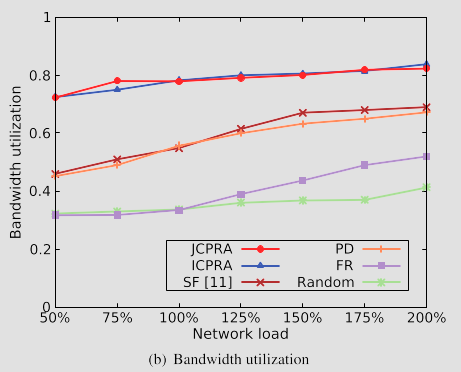 1
0.8
0.6
0.4
0.2
0
Bandwidth utilization
JCPRA
ICPRA
SF [11]
PD
FR
Random
50% 75% 100% 125% 150% 175% 200%
Network load
(b) Bandwidth utilization